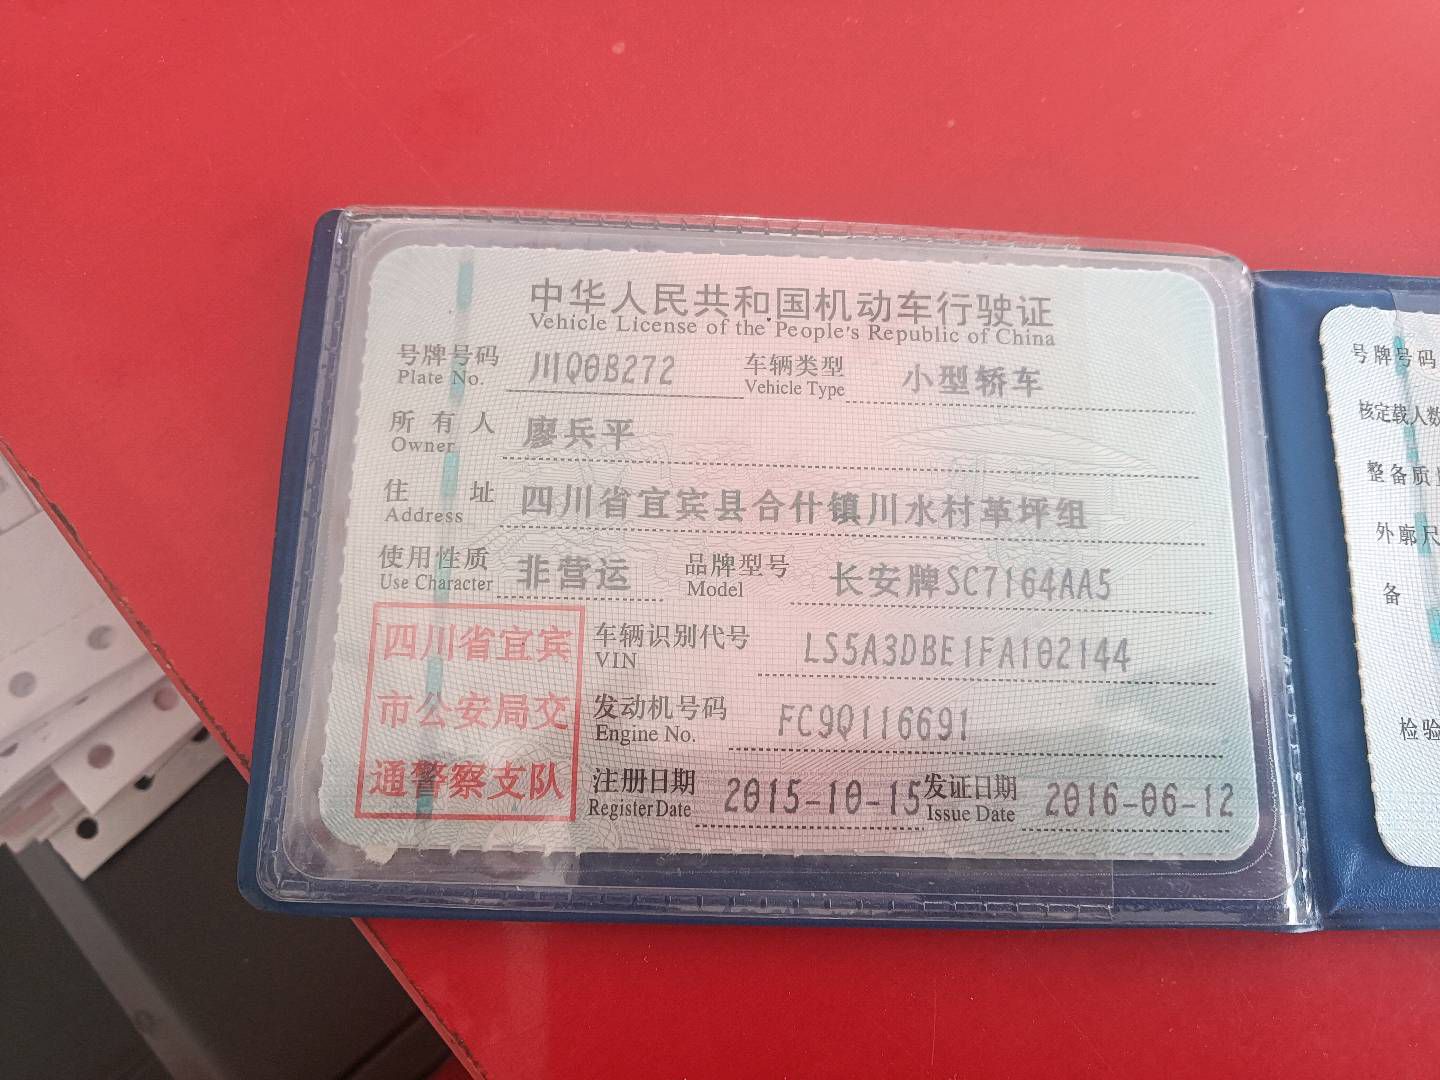 中华人民共和国机动车行驶证
Vehicle License of the People's Republic of China
号牌号码 川Q0B272 车辆类型 小型轿车
Plate No. Vehicle Type
所有人 廖兵平
Owner
住址 四川省宜宾县合什镇川水村革坪组
Address
使用性质 非营运 品牌型号 长安牌SC7164AA5
Use Character Model
四川省宜宾
市公安局交
通警察支队
车辆识别代号 LS5A3DBE1FA102144
VIN
发动机号码 FC9Q116691
Engine No.
注册日期 2015-10-15 发证日期 2016-06-12
Register Date Issue Date
号牌号码
核定载人数
整备质
外廓尺
备
检验